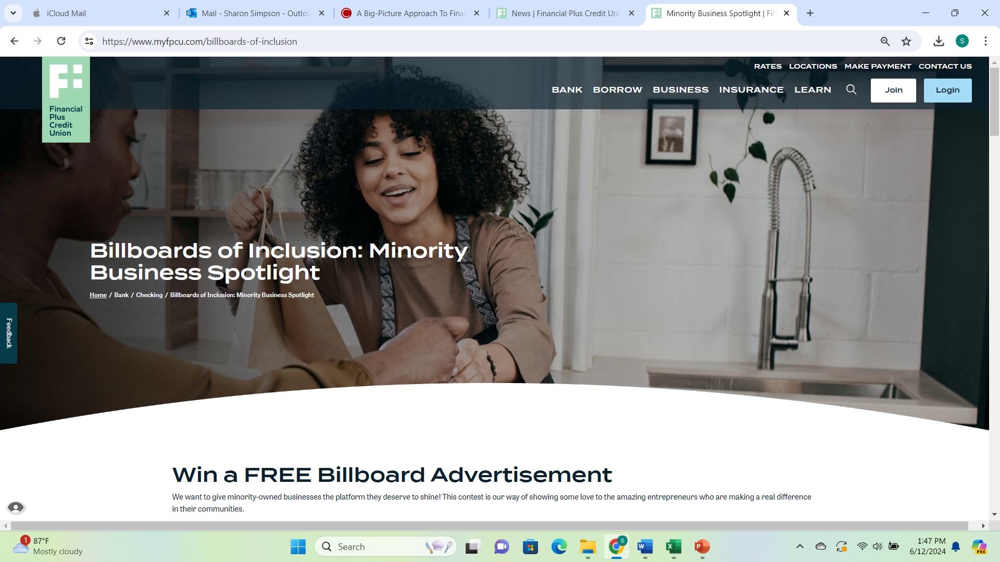 iCloud Mail
Mail - Sharon Simpson - Outloo
A Big-Picture Approach To Finan
News | Financial Plus Credit Uni
Minority Business Spotlight | Fin
https://www.myfpcu.com/billboards-of-inclusion
S
RATES LOCATIONS MAKE PAYMENT CONTACT US
BANK BORROW BUSINESS INSURANCE LEARN Join Login
Financial
Plus
Credit
Union
Billboards of Inclusion: Minority
Business Spotlight
Home / Bank / Checking / Billboards of Inclusion: Minority Business Spotlight
Feedback
Win a FREE Billboard Advertisement
We want to give minority-owned businesses the platform they deserve to shine! This contest is our way of showing some love to the amazing entrepreneurs who are making a real difference
in their communities.
1
87°F
Mostly cloudy
Search
S
W
X
P
1:47 PM
6/12/2024
PRE